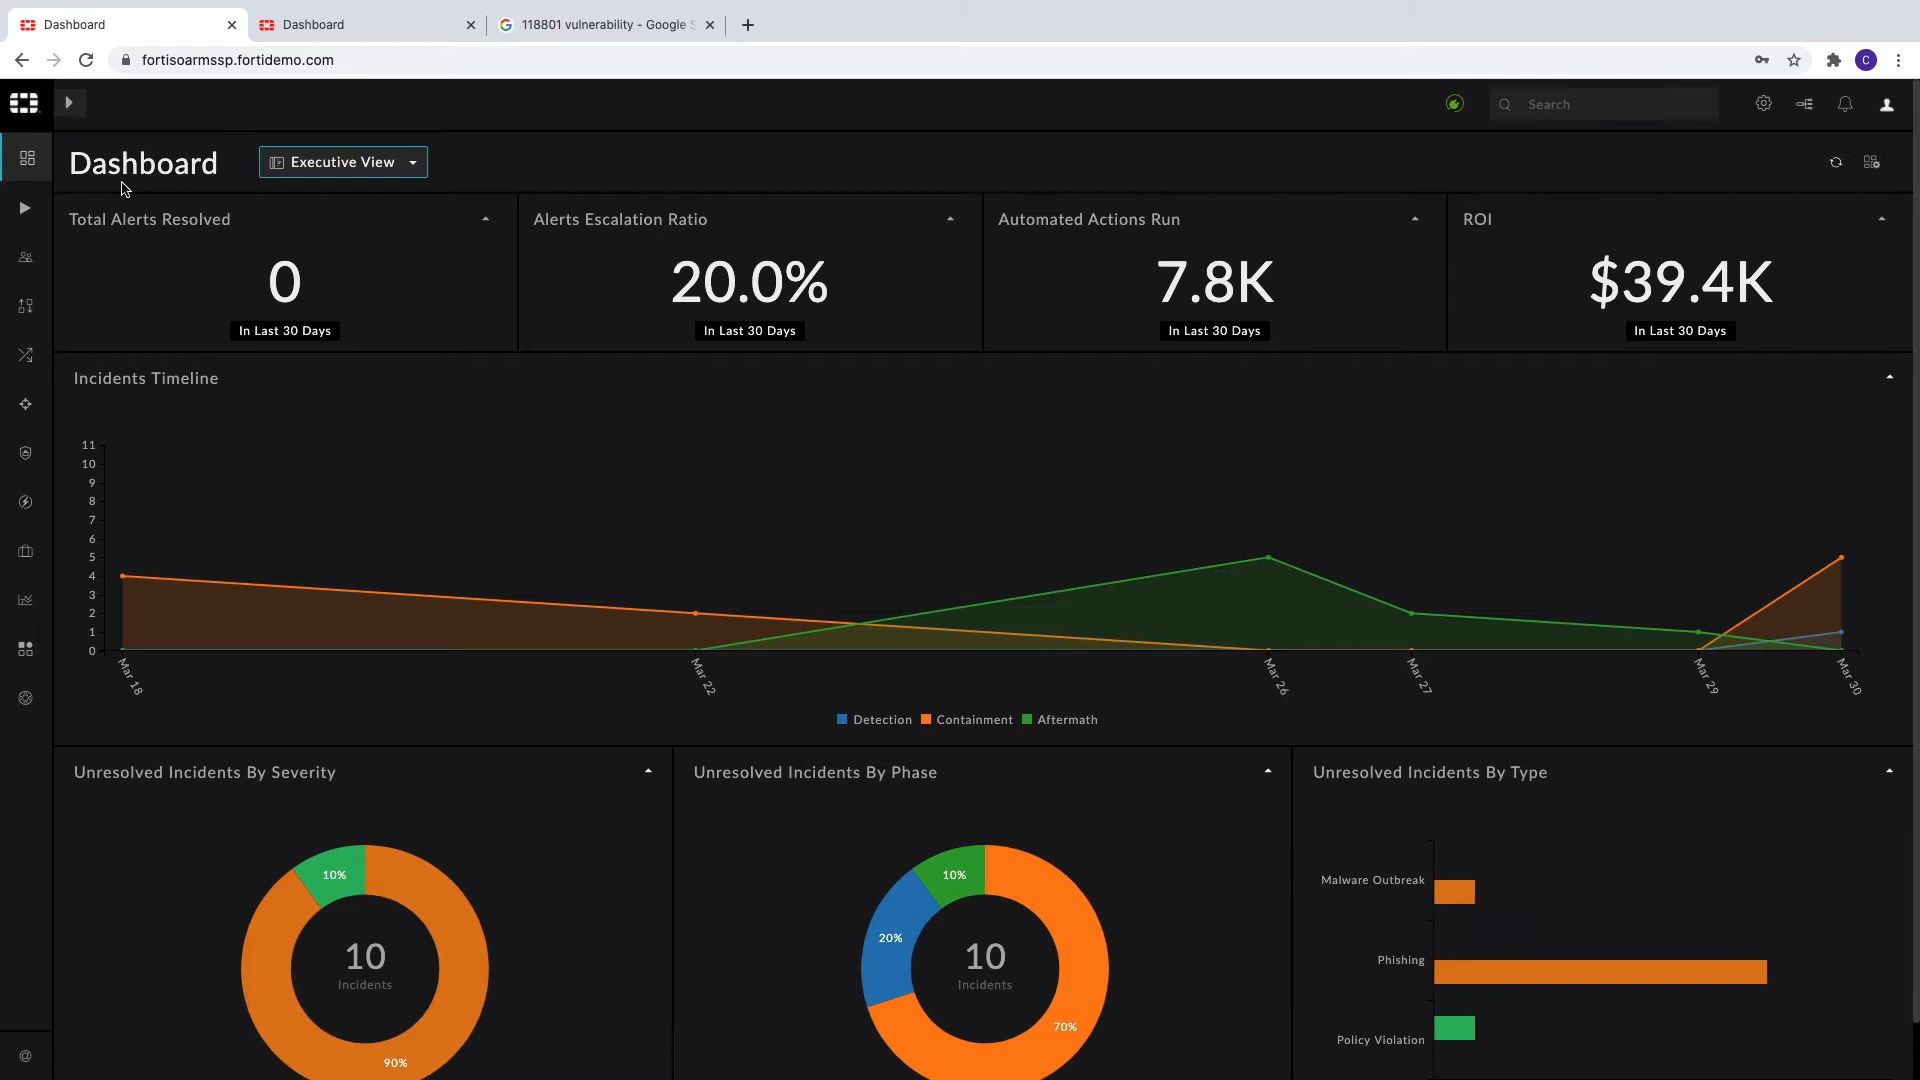 Dashboard
Dashboard
118801 vulnerability - Google S
fortisoarmssp.fortidemo.com
C
Search
Dashboard
Executive View
Total Alerts Resolved
0
In Last 30 Days
Alerts Escalation Ratio
20.0%
In Last 30 Days
Automated Actions Run
7.8K
In Last 30 Days
ROI
$39.4K
In Last 30 Days
Incidents Timeline
11
10
9
8
7
6
5
4
3
2
1
0
Mar 18
Mar 22
Mar 26
Mar 27
Mar 29
Mar 30
Detection
Containment
Aftermath
Unresolved Incidents By Severity
10%
10
Incidents
90%
Unresolved Incidents By Phase
10%
20%
10
Incidents
70%
Unresolved Incidents By Type
Malware Outbreak
Phishing
Policy Violation
@